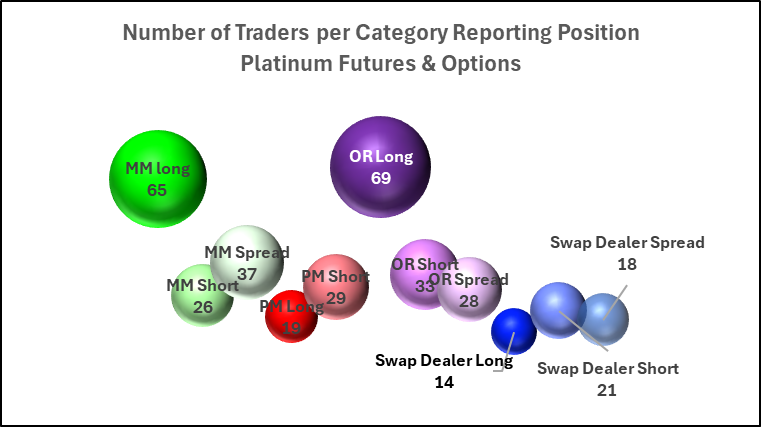 Number of Traders per Category Reporting Position
Platinum Futures & Options
MM long
65
OR Long
69
MM Spread
37
MM Short
26
PM Long
19
PM Short
29
OR Short
33
OR Spread
28
Swap Dealer Spread
18
Swap Dealer Long
14
Swap Dealer Short
21